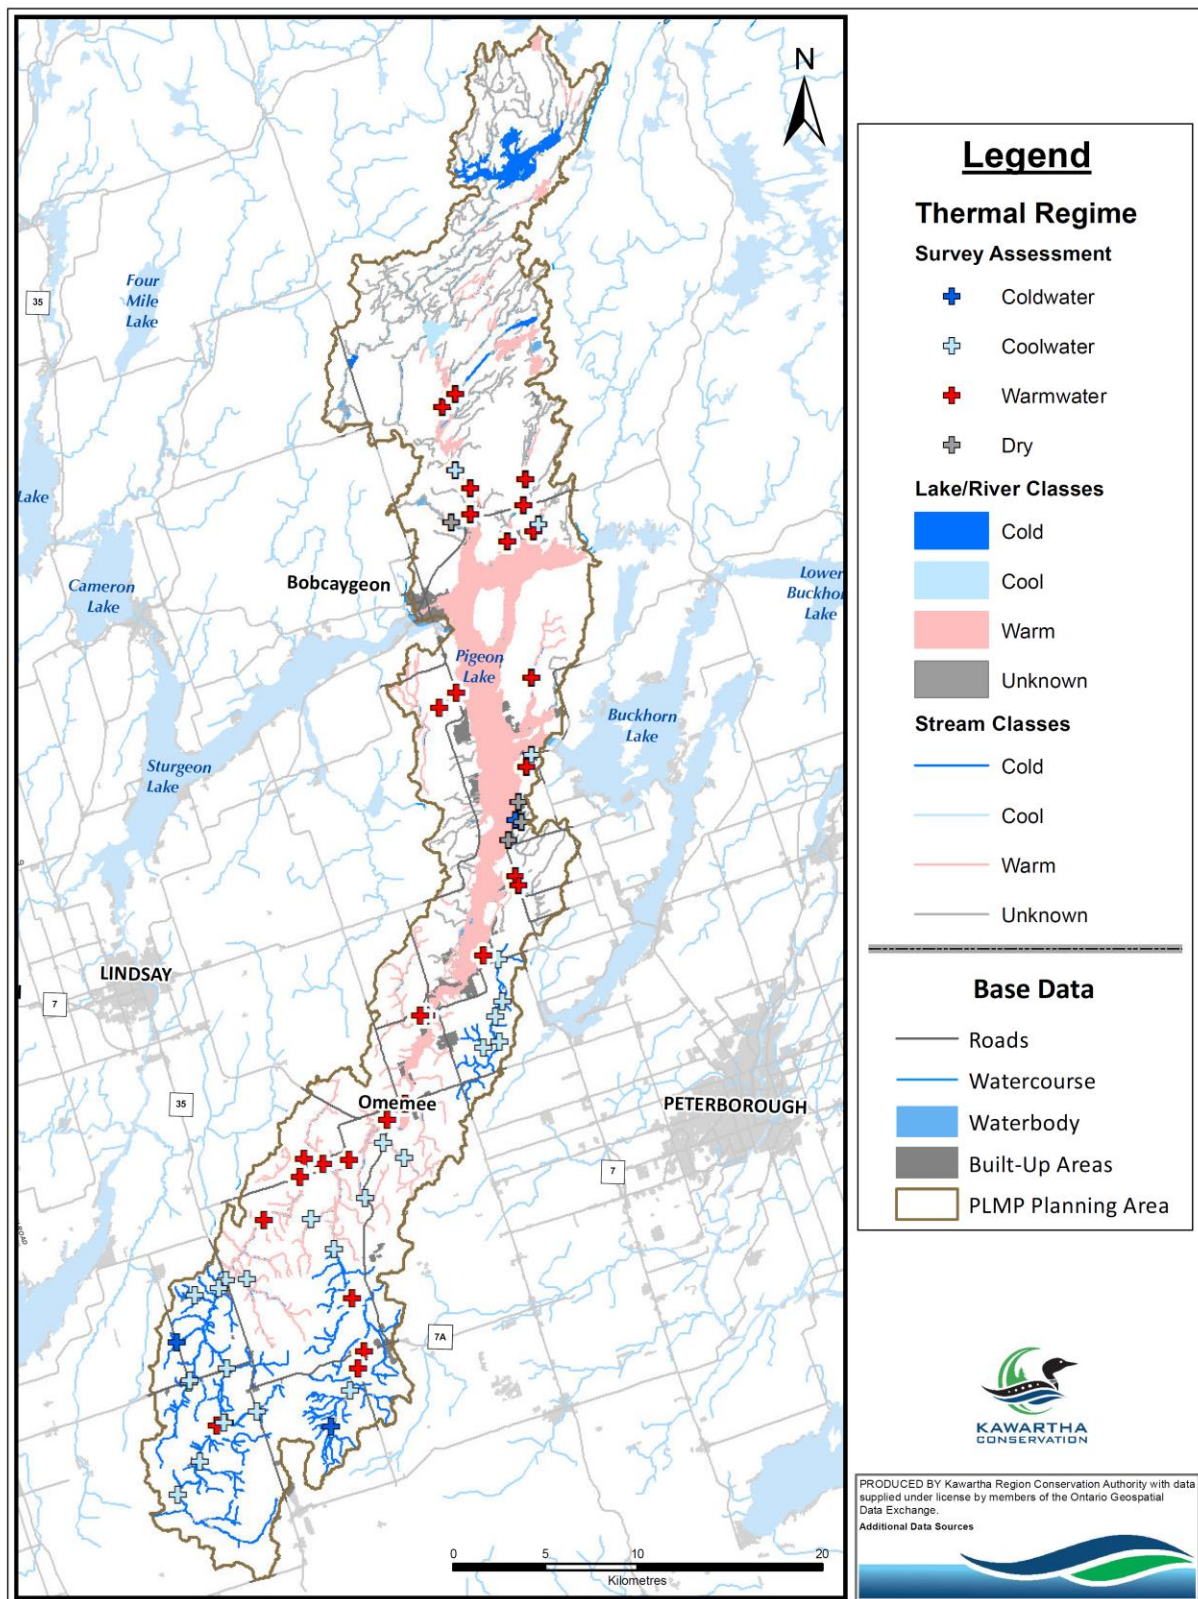 N
35
Four
Mile
Lake
Lake
Cameron
Lake
Bobcaygeon
Lower
Buckhorn
Lake
Pigeon
Lake
Buckhorn
Lake
Sturgeon
Lake
LINDSAY
7
35
Omemee
PETERBOROUGH
7
ROAD
7A
0 5 10 20
Kilometres
Legend
Thermal Regime
Survey Assessment
Coldwater
Coolwater
Warmwater
Dry
Lake/River Classes
Cold
Cool
Warm
Unknown
Stream Classes
Cold
Cool
Warm
Unknown
Base Data
Roads
Watercourse
Waterbody
Built-Up Areas
PLMP Planning Area
KAWARTHA
CONSERVATION
PRODUCED BY Kawartha Region Conservation Authority with data
supplied under license by members of the Ontario Geospatial
Data Exchange.
Additional Data Sources